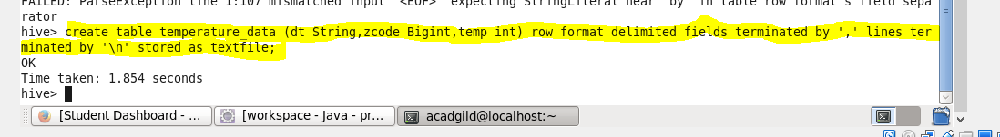 FAILED: ParseException line 1:107 mismatched input '<EOF>' expecting StringLiteral near 'by' in table row format's field sepa
rator
hive> create table temperature_data (dt String,zcode Bigint,temp int) row format delimited fields terminated by ',' lines ter
minated by '\n' stored as textfile;
OK
Time taken: 1.854 seconds
hive>
[Student Dashboard - ... [workspace - Java - pr... acadgild@localhost:~